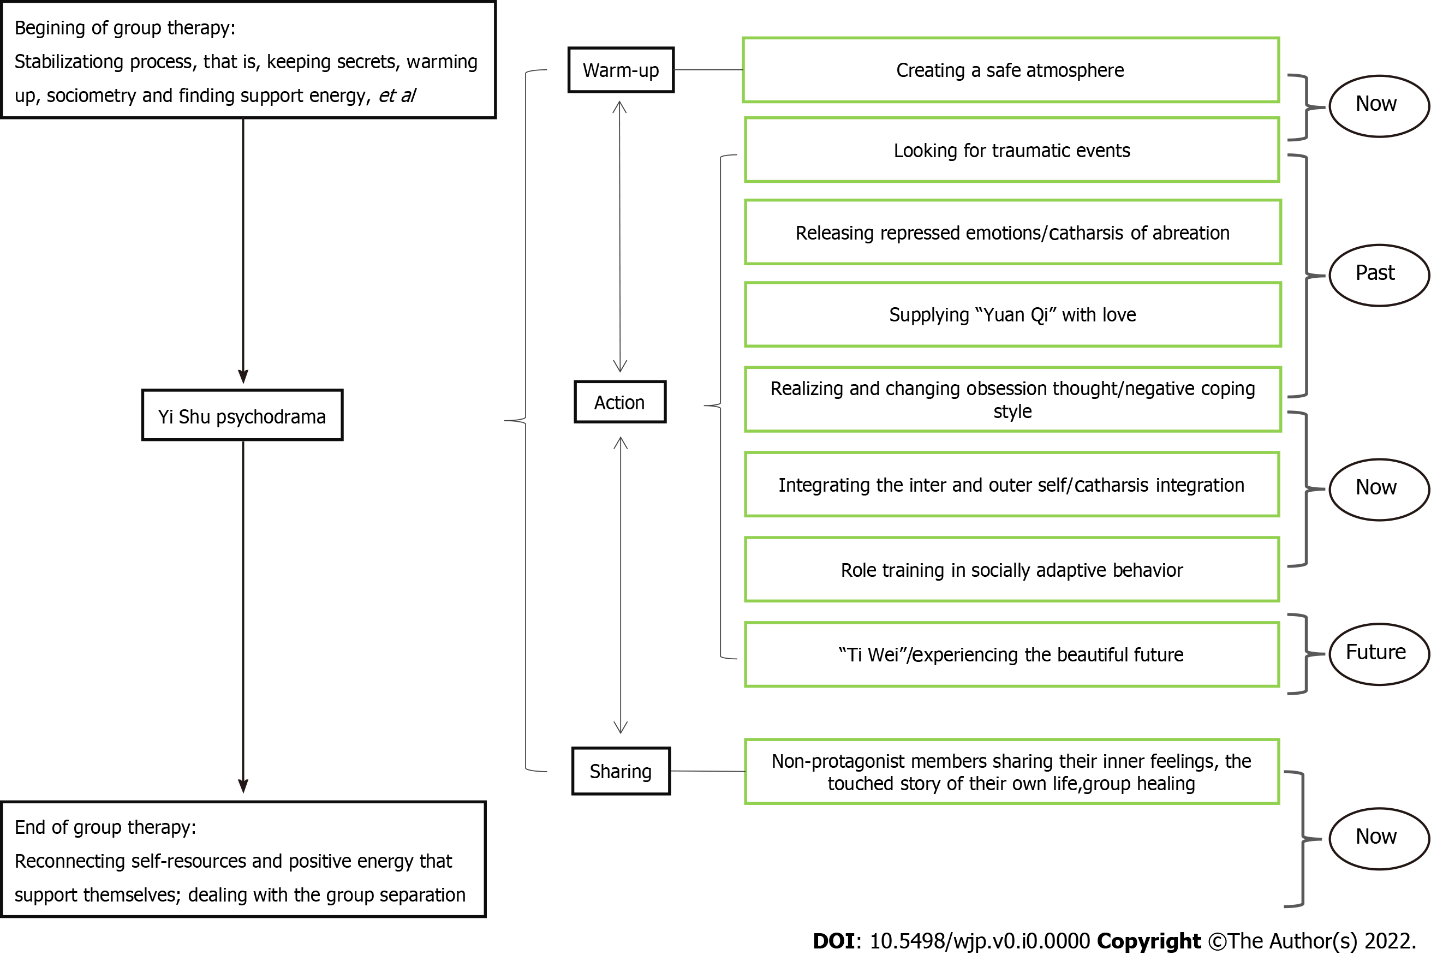 Begining of group therapy:
Stabilizationg process, that is, keeping secrets, warming
up, sociometry and finding support energy, et al
Yi Shu psychodrama
End of group therapy:
Reconnecting self-resources and positive energy that
support themselves; dealing with the group separation
Warm-up
Action
Sharing
Creating a safe atmosphere
Looking for traumatic events
Releasing repressed emotions/catharsis of abreation
Supplying “Yuan Qi” with love
Realizing and changing obsession thought/negative coping
style
Integrating the inter and outer self/catharsis integration
Role training in socially adaptive behavior
“Ti Wei”/experiencing the beautiful future
Non-protagonist members sharing their inner feelings, the
touched story of their own life,group healing
Now
Past
Now
Future
Now
DOI: 10.5498/wjp.v0.i0.0000 Copyright ©The Author(s) 2022.